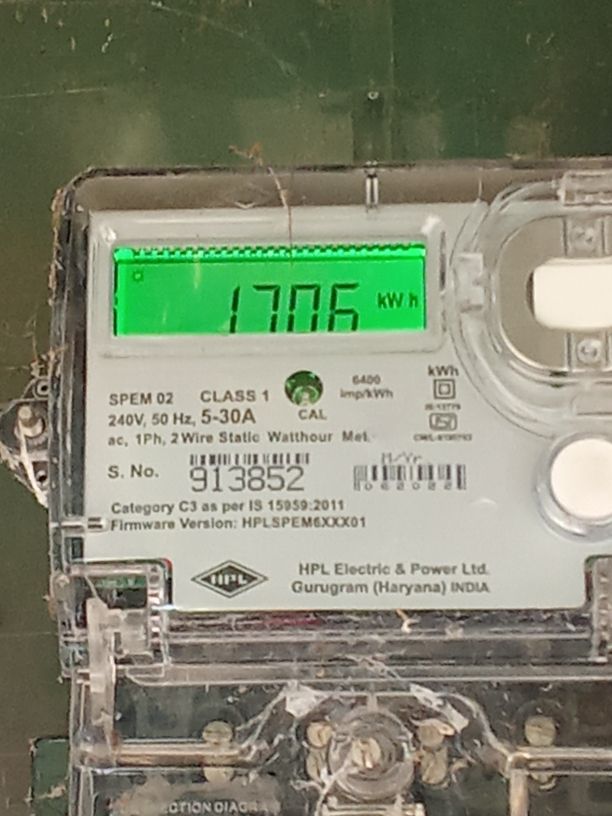 1706 kWh
6400
imp/kWh
kWh
SPEM 02 CLASS 1
CAL
240V, 50 Hz, 5-30A
ac, 1Ph, 2 Wire Static Watthour Met.
M/Yr
S. No. 913852
Category C3 as per IS 15959:2011
Firmware Version: HPLSPEM6XXX01
HPL
HPL Electric & Power Ltd.
Gurugram (Haryana) INDIA